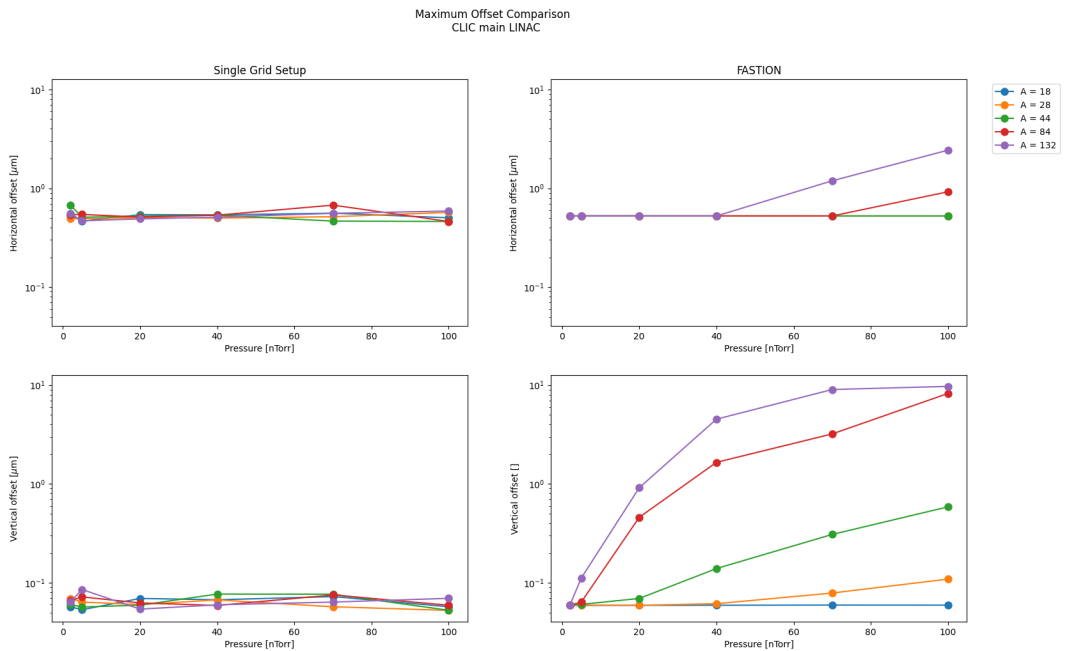 Maximum Offset Comparison
CLIC main LINAC
Single Grid Setup
10¹
10⁰
10⁻¹
Horizontal offset [μm]
0 20 40 60 80 100
Pressure [nTorr]
FASTION
10¹
10⁰
10⁻¹
Horizontal offset [μm]
0 20 40 60 80 100
Pressure [nTorr]
A = 18
A = 28
A = 44
A = 84
A = 132
10¹
10⁰
10⁻¹
Vertical offset [μm]
0 20 40 60 80 100
Pressure [nTorr]
10¹
10⁰
10⁻¹
Vertical offset []
0 20 40 60 80 100
Pressure [nTorr]